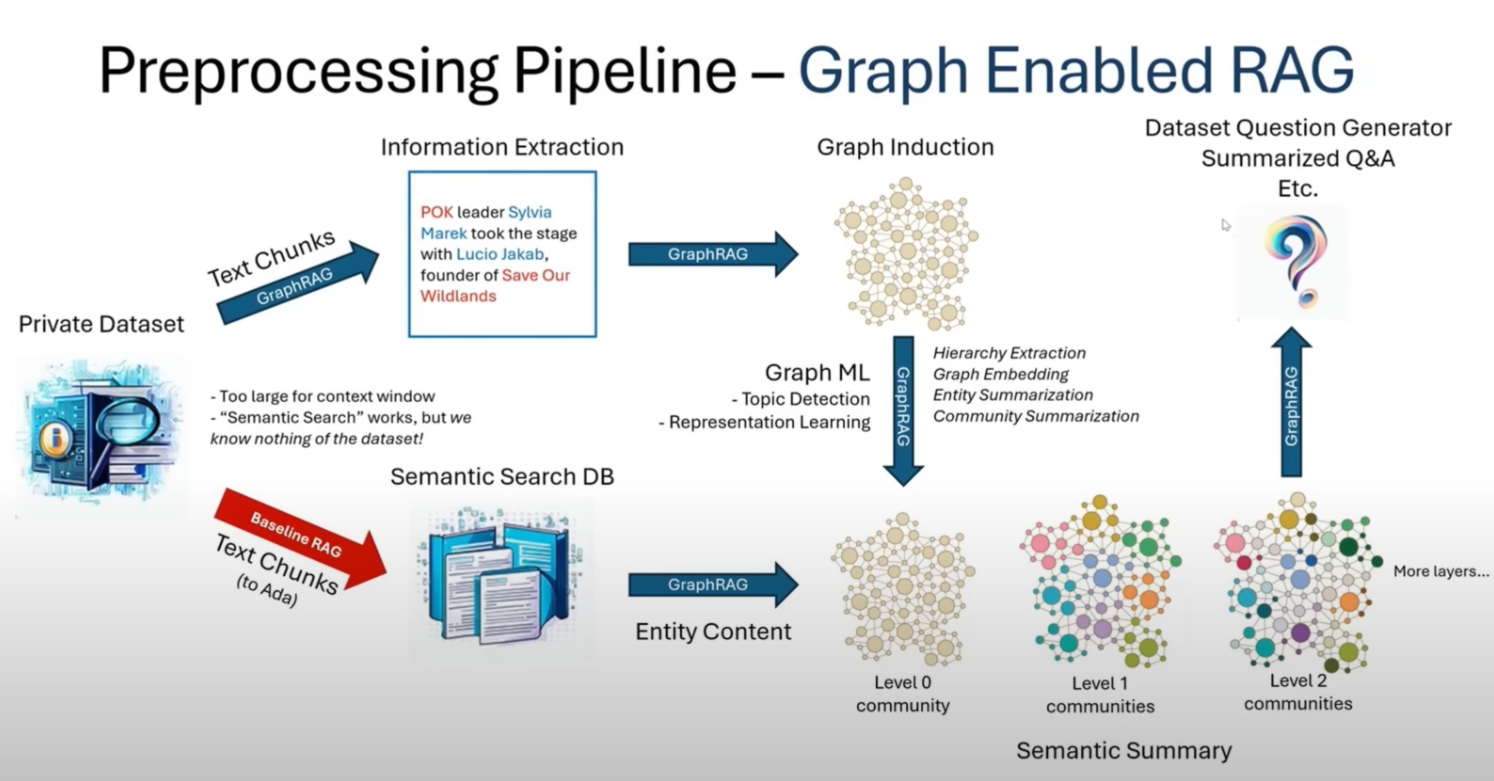 Preprocessing Pipeline – Graph Enabled RAG
Private Dataset
Text Chunks
GraphRAG
- Too large for context window
- “Semantic Search” works, but we
know nothing of the dataset!
Baseline RAG
Text Chunks
(to Ada)
Information Extraction
POK leader Sylvia
Marek took the stage
with Lucio Jakab,
founder of Save Our
Wildlands
Semantic Search DB
GraphRAG
Graph Induction
Graph ML
- Topic Detection
- Representation Learning
GraphRAG
Hierarchy Extraction
Graph Embedding
Entity Summarization
Community Summarization
GraphRAG
Entity Content
Level 0
community
Level 1
communities
Level 2
communities
More layers...
Semantic Summary
GraphRAG
Dataset Question Generator
Summarized Q&A
Etc.